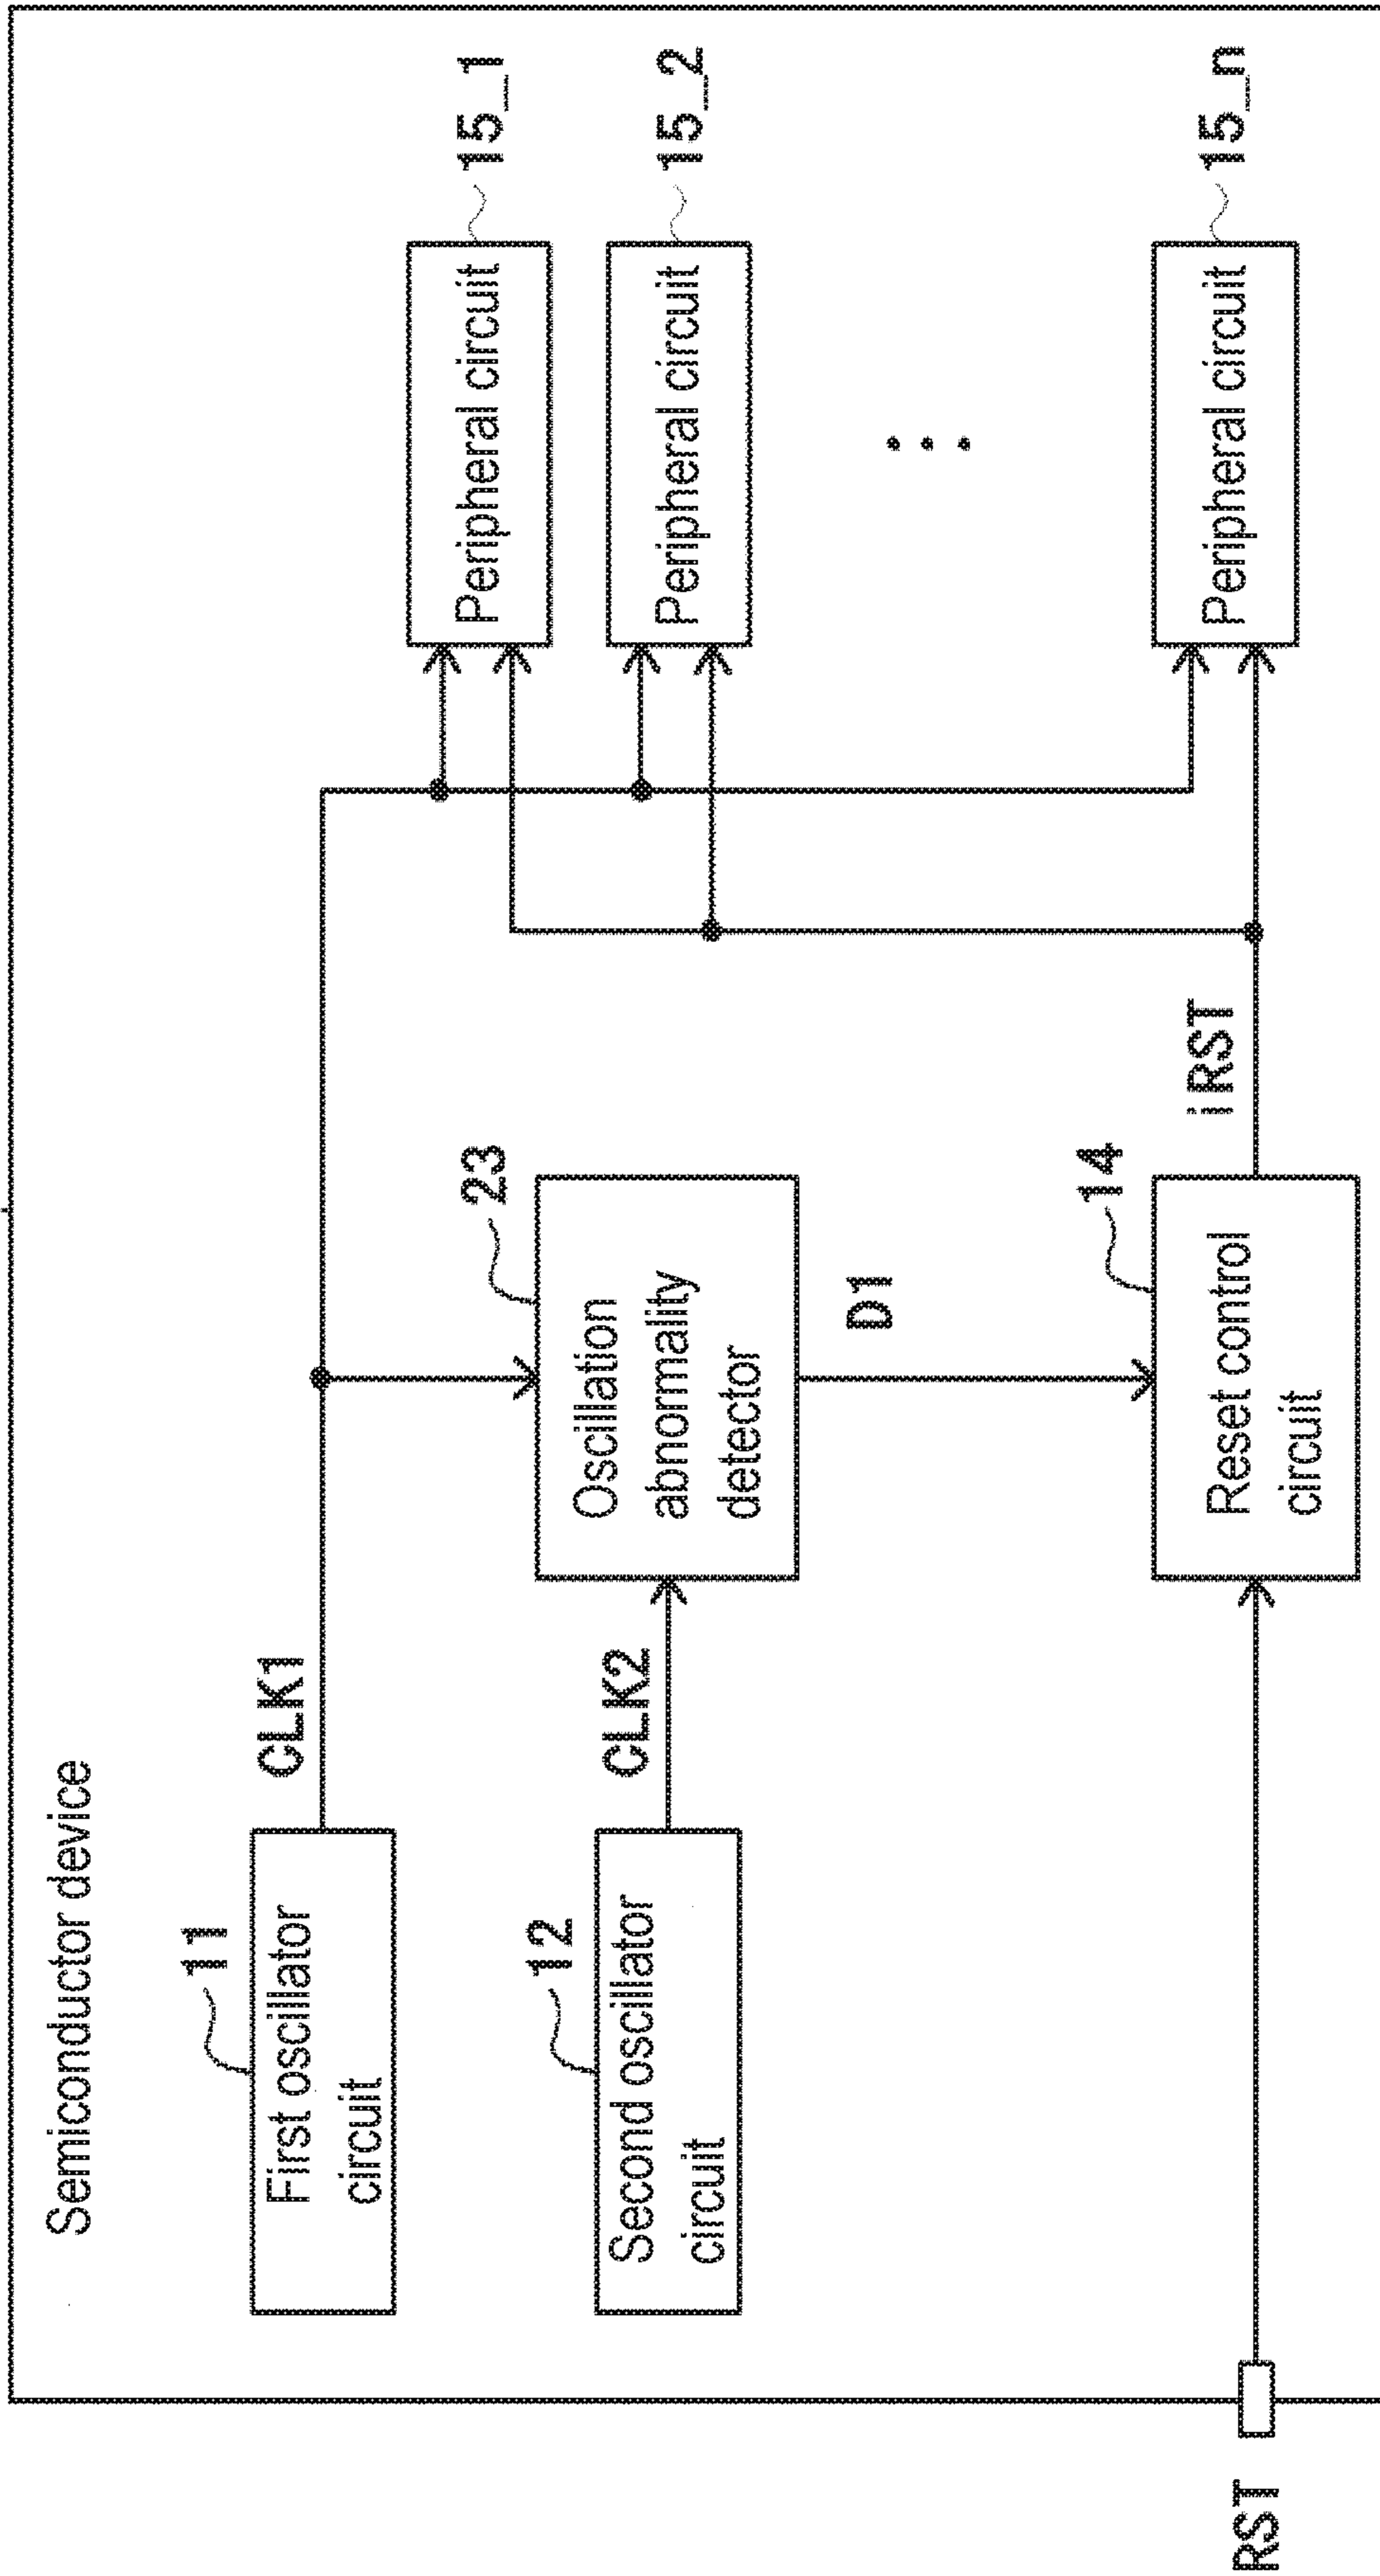 Semiconductor device
11
First oscillator
circuit
CLK1
12
Second oscillator
circuit
CLK2
23
Oscillation
abnormality
detector
D1
14
Reset control
circuit
RST
iRST
Peripheral circuit
15_1
Peripheral circuit
15_2
...
Peripheral circuit
15_n